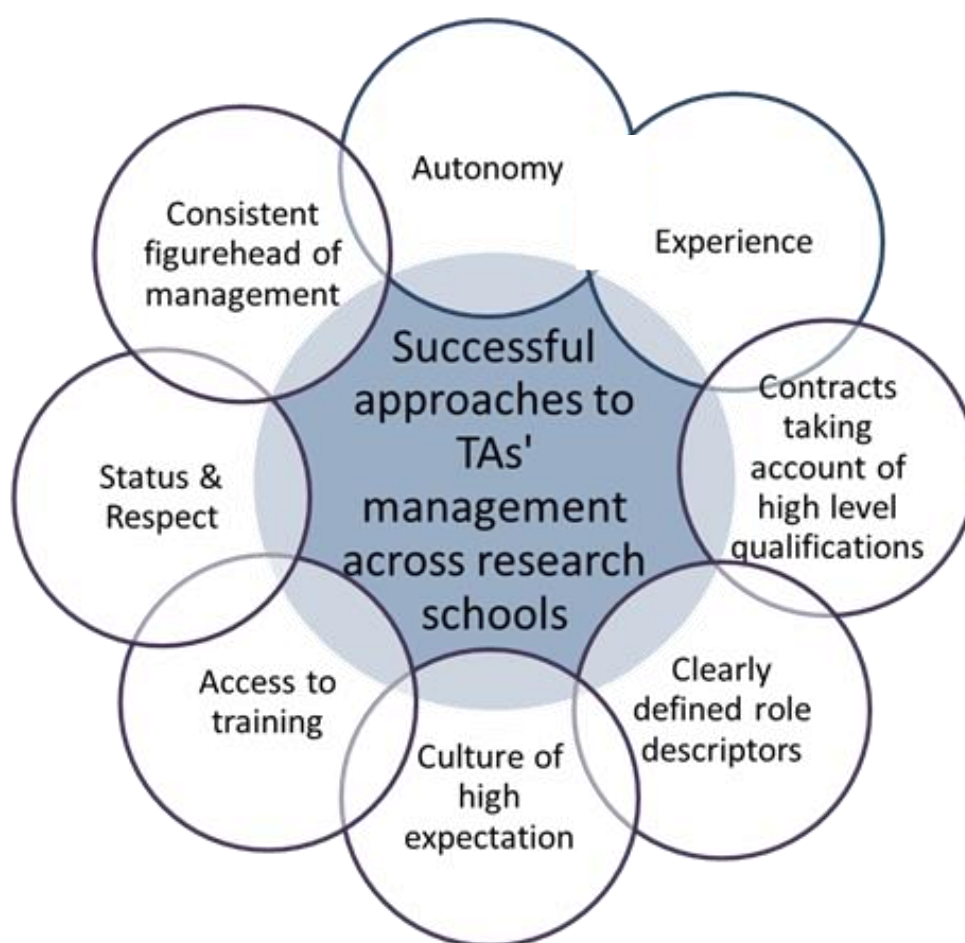 Autonomy
Experience
Contracts
taking
account of
high level
qualifications
Clearly
defined role
descriptors
Culture of
high
expectation
Access to
training
Status &
Respect
Consistent
figurehead of
management
Successful
approaches to
TAs'
management
across research
schools